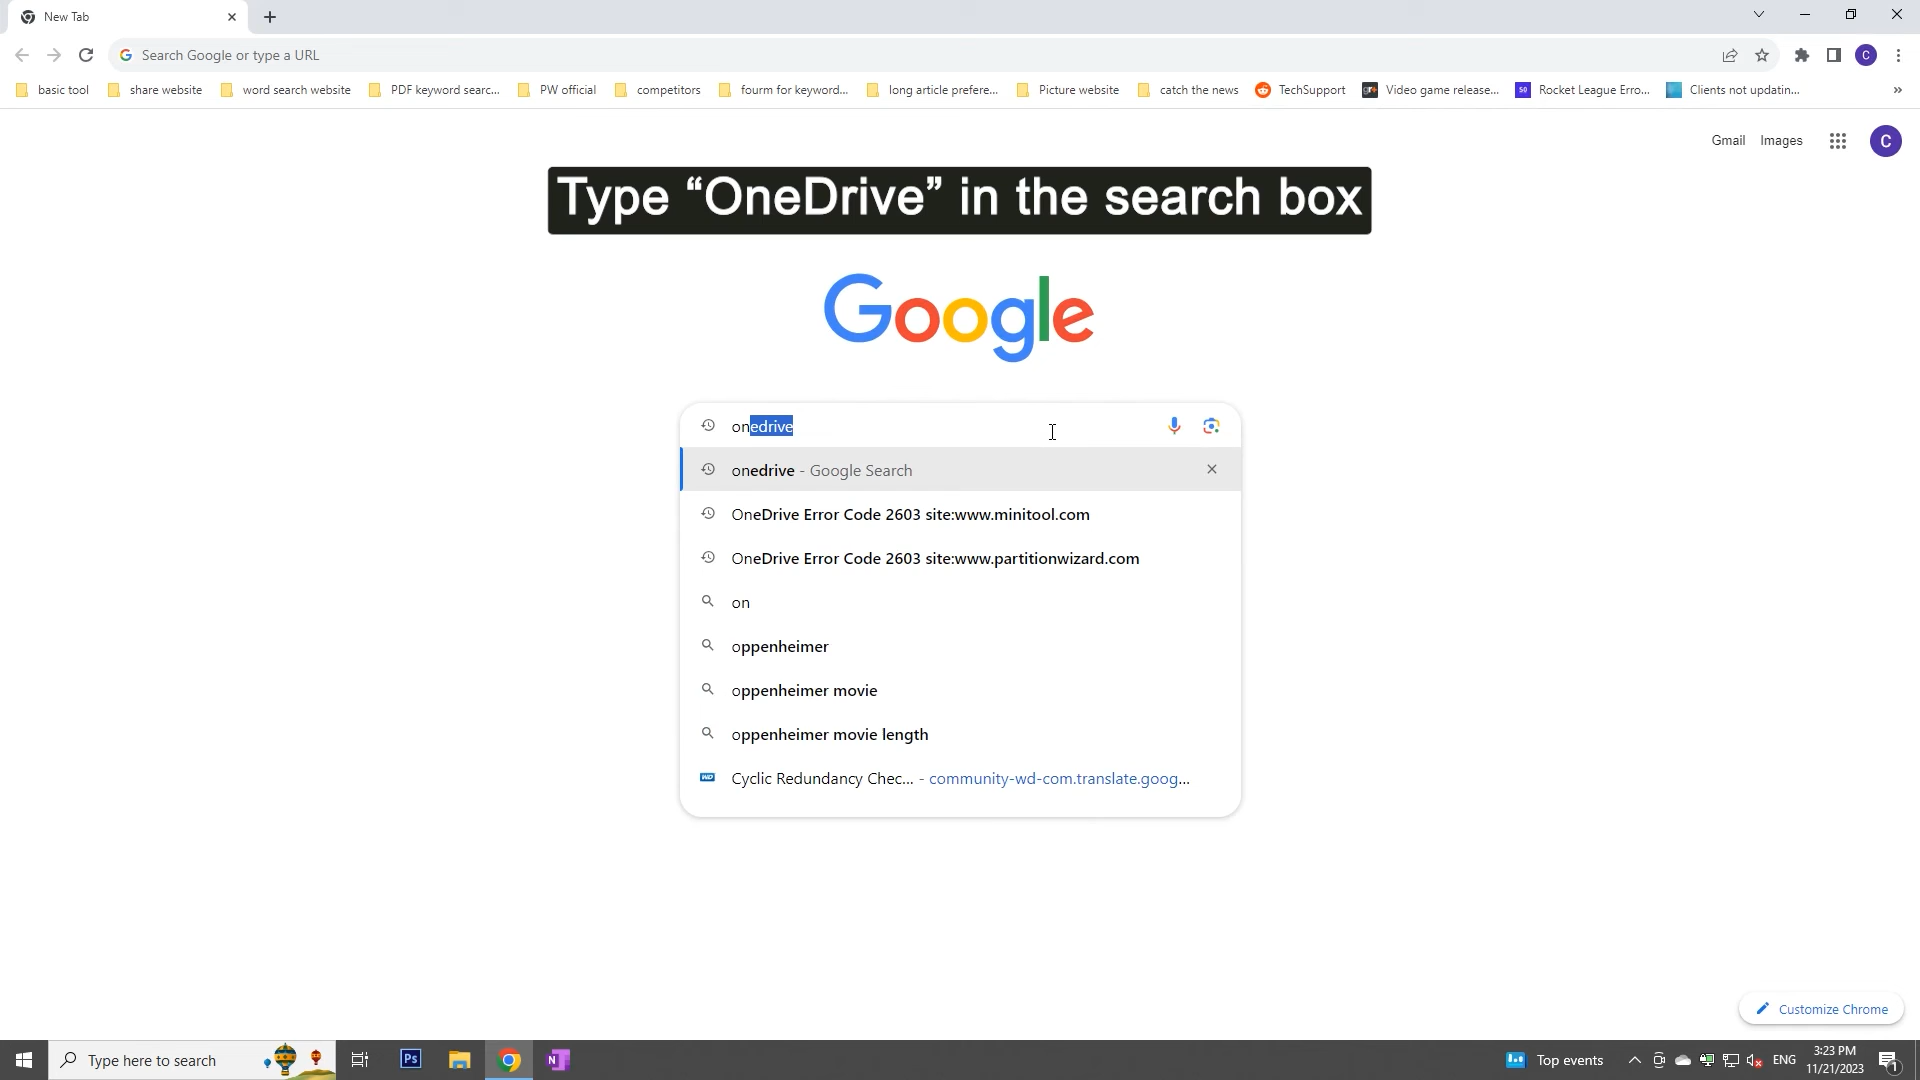 New Tab
Search Google or type a URL
C
basic tool
share website
word search website
PDF keyword searc...
PW official
competitors
fourm for keyword...
long article prefere...
Picture website
catch the news
TechSupport
gr+
Video game release...
50
Rocket League Erro...
Clients not updatin...
»
Gmail
Images
C
Type “OneDrive” in the search box
Google
onedrive
onedrive - Google Search
OneDrive Error Code 2603 site:www.minitool.com
OneDrive Error Code 2603 site:www.partitionwizard.com
on
oppenheimer
oppenheimer movie
oppenheimer movie length
WD
Cyclic Redundancy Chec... - community-wd-com.translate.goog...
Customize Chrome
Type here to search
Ps
N
Top events
ENG
3:23 PM
11/21/2023
1